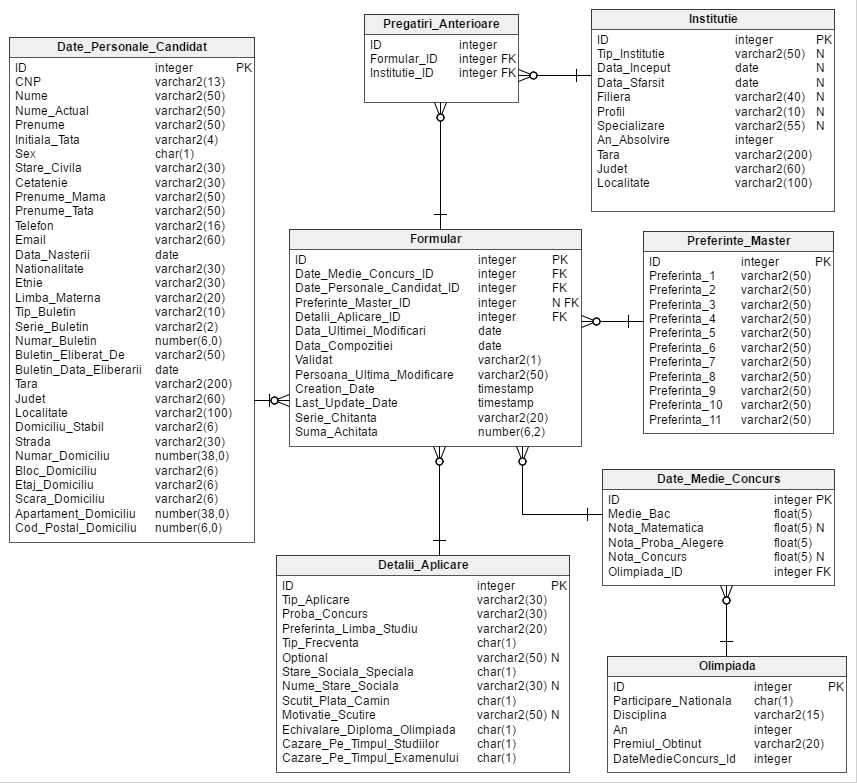 Date_Personale_Candidat
ID integer PK
CNP varchar2(13)
Nume varchar2(50)
Nume_Actual varchar2(50)
Prenume varchar2(50)
Initiala_Tata varchar2(4)
Sex char(1)
Stare_Civila varchar2(30)
Cetatenie varchar2(30)
Prenume_Mama varchar2(50)
Prenume_Tata varchar2(50)
Telefon varchar2(16)
Email varchar2(60)
Data_Nasterii date
Nationalitate varchar2(30)
Etnie varchar2(30)
Limba_Materna varchar2(20)
Tip_Buletin varchar2(10)
Serie_Buletin varchar2(2)
Numar_Buletin number(6,0)
Buletin_Eliberat_De varchar2(50)
Buletin_Data_Eliberarii date
Tara varchar2(200)
Judet varchar2(60)
Localitate varchar2(100)
Domiciliu_Stabil varchar2(6)
Strada varchar2(30)
Numar_Domiciliu number(38,0)
Bloc_Domiciliu varchar2(6)
Etaj_Domiciliu varchar2(6)
Scara_Domiciliu varchar2(6)
Apartament_Domiciliu number(38,0)
Cod_Postal_Domiciliu number(6,0)
Pregatiri_Anterioare
ID integer
Formular_ID integer FK
Institutie_ID integer FK
Institutie
ID integer PK
Tip_Institutie varchar2(50) N
Data_Inceput date N
Data_Sfarsit date N
Filiera varchar2(40) N
Profil varchar2(10) N
Specializare varchar2(55) N
An_Absolvire integer
Tara varchar2(200)
Judet varchar2(60)
Localitate varchar2(100)
Formular
ID integer PK
Date_Medie_Concurs_ID integer FK
Date_Personale_Candidat_ID integer FK
Preferinte_Master_ID integer N FK
Detalii_Aplicare_ID integer FK
Data_Ultimei_Modificari date
Data_Compozitiei date
Validat varchar2(1)
Persoana_Ultima_Modificare varchar2(50)
Creation_Date timestamp
Last_Update_Date timestamp
Serie_Chitanta varchar2(20)
Suma_Achitata number(6,2)
Preferinte_Master
ID integer PK
Preferinta_1 varchar2(50)
Preferinta_2 varchar2(50)
Preferinta_3 varchar2(50)
Preferinta_4 varchar2(50)
Preferinta_5 varchar2(50)
Preferinta_6 varchar2(50)
Preferinta_7 varchar2(50)
Preferinta_8 varchar2(50)
Preferinta_9 varchar2(50)
Preferinta_10 varchar2(50)
Preferinta_11 varchar2(50)
Date_Medie_Concurs
ID integer PK
Medie_Bac float(5)
Nota_Matematica float(5) N
Nota_Proba_Alegere float(5)
Nota_Concurs float(5) N
Olimpiada_ID integer FK
Detalii_Aplicare
ID integer PK
Tip_Aplicare varchar2(30)
Proba_Concurs varchar2(30)
Preferinta_Limba_Studiu varchar2(20)
Tip_Frecventa char(1)
Optional varchar2(50) N
Stare_Sociala_Speciala char(1)
Nume_Stare_Sociala varchar2(30) N
Scutit_Plata_Camin char(1)
Motivatie_Scutire varchar2(50) N
Echivalare_Diploma_Olimpiada char(1)
Cazare_Pe_Timpul_Studiilor char(1)
Cazare_Pe_Timpul_Examenului char(1)
Olimpiada
ID integer PK
Participare_Nationala char(1)
Disciplina varchar2(15)
An integer
Premiul_Obtinut varchar2(20)
DateMedieConcurs_Id integer